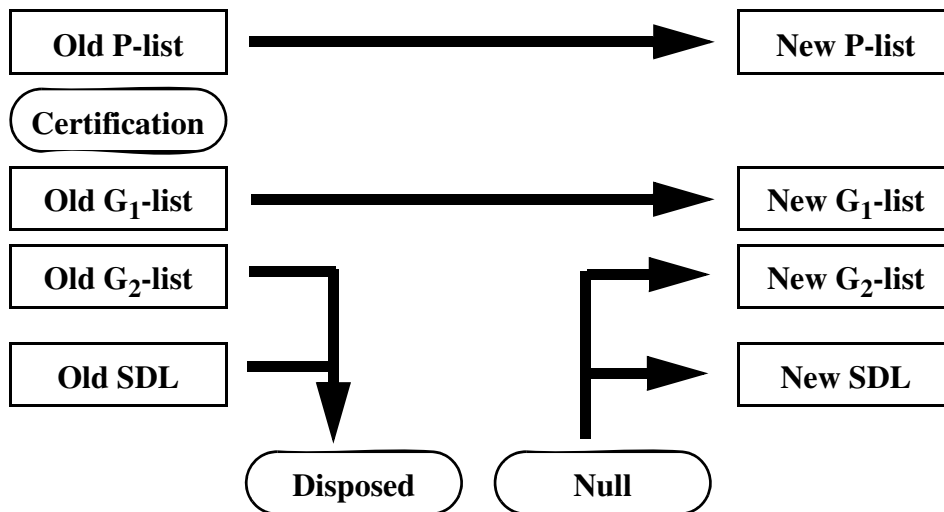 Old P-list
New P-list
Certification
Old G₁-list
New G₁-list
Old G₂-list
New G₂-list
Old SDL
New SDL
Disposed
Null